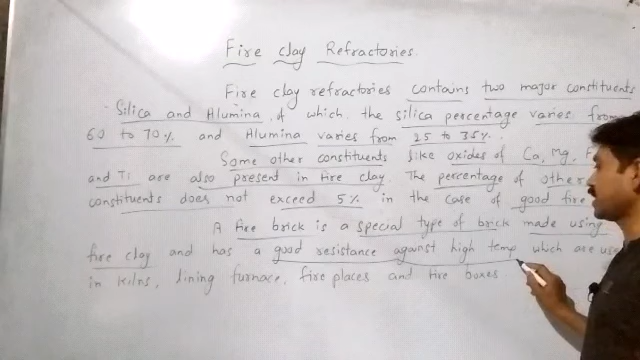 Fire clay Refractories.
Fire clay refractories contains two major constituents
Silica and Alumina of which the silica percentage varies from
60 to 70% and Alumina varies from 25 to 35%.
Some other constituents like oxides of Ca, Mg, F
and Ti are also present in fire clay. The percentage of other
constituents does not exceed 5% in the case of good fire
A fire brick is a special type of brick made using
fire clay and has a good resistance against high temp which are use
in kilns, lining furnace, fire places and fire boxes